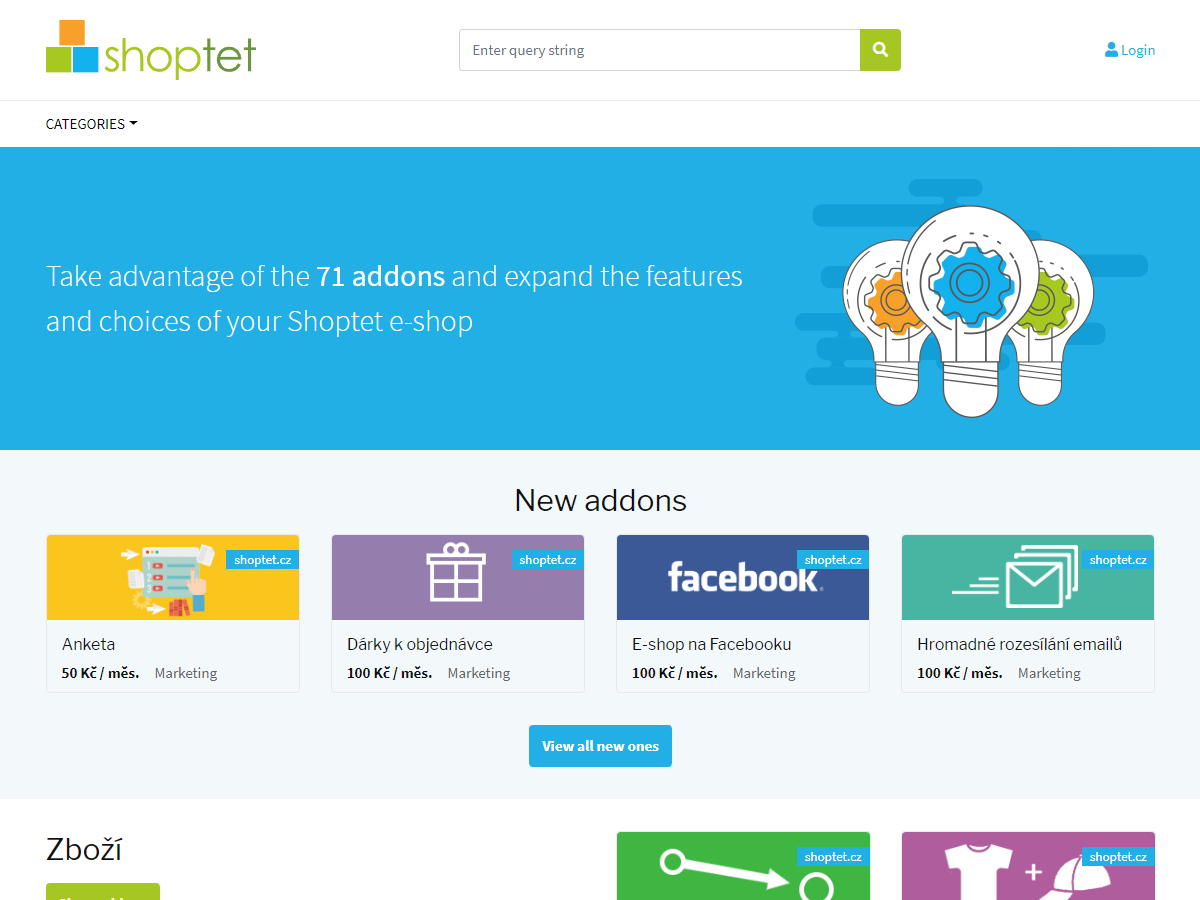 shoptet
Enter query string
Login
CATEGORIES
Take advantage of the 71 addons and expand the features
and choices of your Shoptet e-shop
New addons
shoptet.cz
shoptet.cz
shoptet.cz
shoptet.cz
facebook
Anketa
Dárky k objednávce
E-shop na Facebooku
Hromadné rozesílání emailů
50 Kč / měs. Marketing
100 Kč / měs. Marketing
100 Kč / měs. Marketing
100 Kč / měs. Marketing
View all new ones
Zboží
shoptet.cz
shoptet.cz